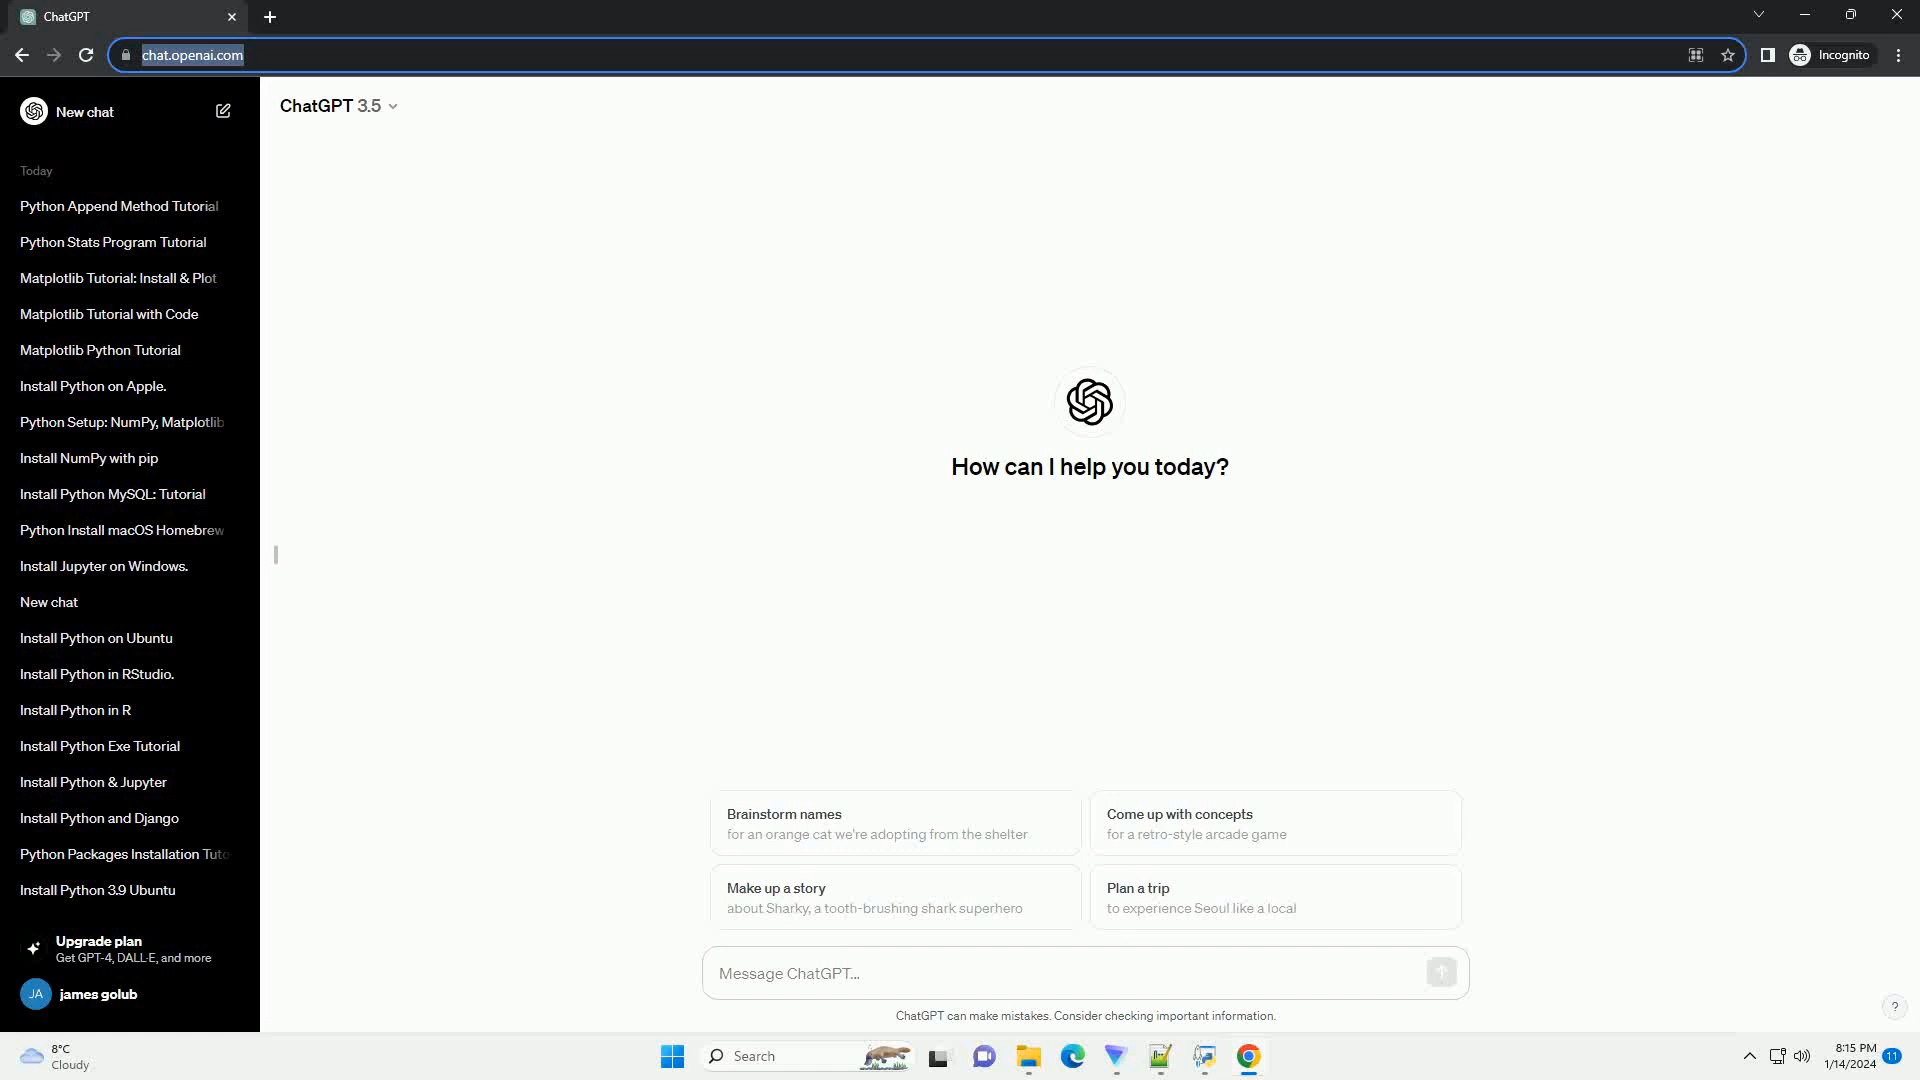 ChatGPT
chat.openai.com
Incognito
New chat
ChatGPT 3.5
Today
Python Append Method Tutorial
Python Stats Program Tutorial
Matplotlib Tutorial: Install & Plot
Matplotlib Tutorial with Code
Matplotlib Python Tutorial
Install Python on Apple.
Python Setup: NumPy, Matplotlib
Install NumPy with pip
Install Python MySQL: Tutorial
Python Install macOS Homebrew
Install Jupyter on Windows.
New chat
Install Python on Ubuntu
Install Python in RStudio.
Install Python in R
Install Python Exe Tutorial
Install Python & Jupyter
Install Python and Django
Python Packages Installation Tuto
Install Python 3.9 Ubuntu
Upgrade plan
Get GPT-4, DALL·E, and more
JA
james golub
How can I help you today?
Brainstorm names
for an orange cat we're adopting from the shelter
Come up with concepts
for a retro-style arcade game
Make up a story
about Sharky, a tooth-brushing shark superhero
Plan a trip
to experience Seoul like a local
Message ChatGPT...
ChatGPT can make mistakes. Consider checking important information.
?
8°C
Cloudy
Search
8:15 PM
1/14/2024
11